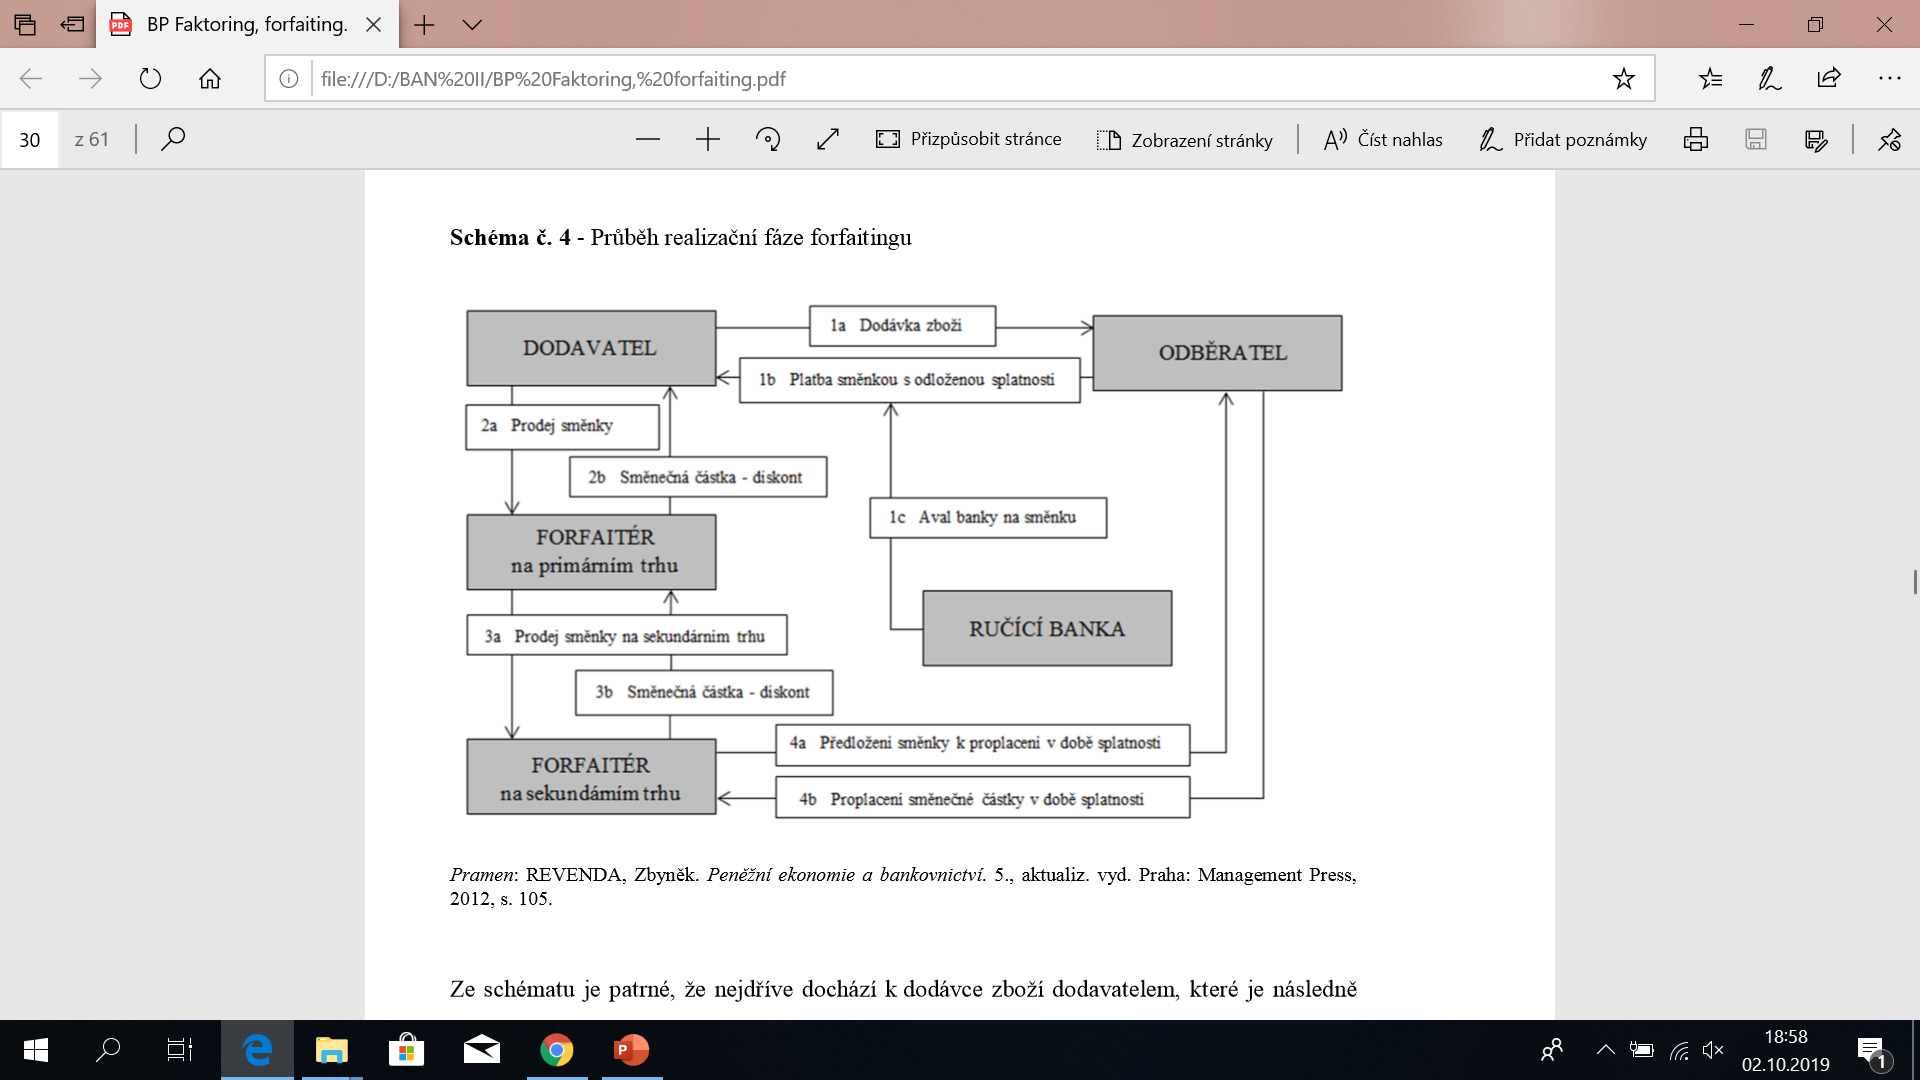 BP Faktoring, forfaiting.
file:///D:/BAN%20II/BP%20Faktoring,%20forfaiting.pdf
30 z 61
Přizpůsobit stránce
Zobrazení stránky
Číst nahlas
Přidat poznámky
Schéma č. 4 - Průběh realizační fáze forfaitingu
1a Dodávka zboží
DODAVATEL
ODBĚRATEL
1b Platba směnkou s odloženou splatností
2a Prodej směnky
2b Směnečná částka - diskont
1c Aval banky na směnku
FORFAITÉR
na primárním trhu
RUČÍCÍ BANKA
3a Prodej směnky na sekundárním trhu
3b Směnečná částka - diskont
4a Předložení směnky k proplacení v době splatnosti
FORFAITÉR
na sekundárním trhu
4b Proplacení směnečné částky v době splatnosti
Pramen: REVENDA, Zbyněk. Peněžní ekonomie a bankovnictví. 5., aktualiz. vyd. Praha: Management Press,
2012, s. 105.
Ze schématu je patrné, že nejdříve dochází k dodávce zboží dodavatelem, které je následně
18:58
02.10.2019
1